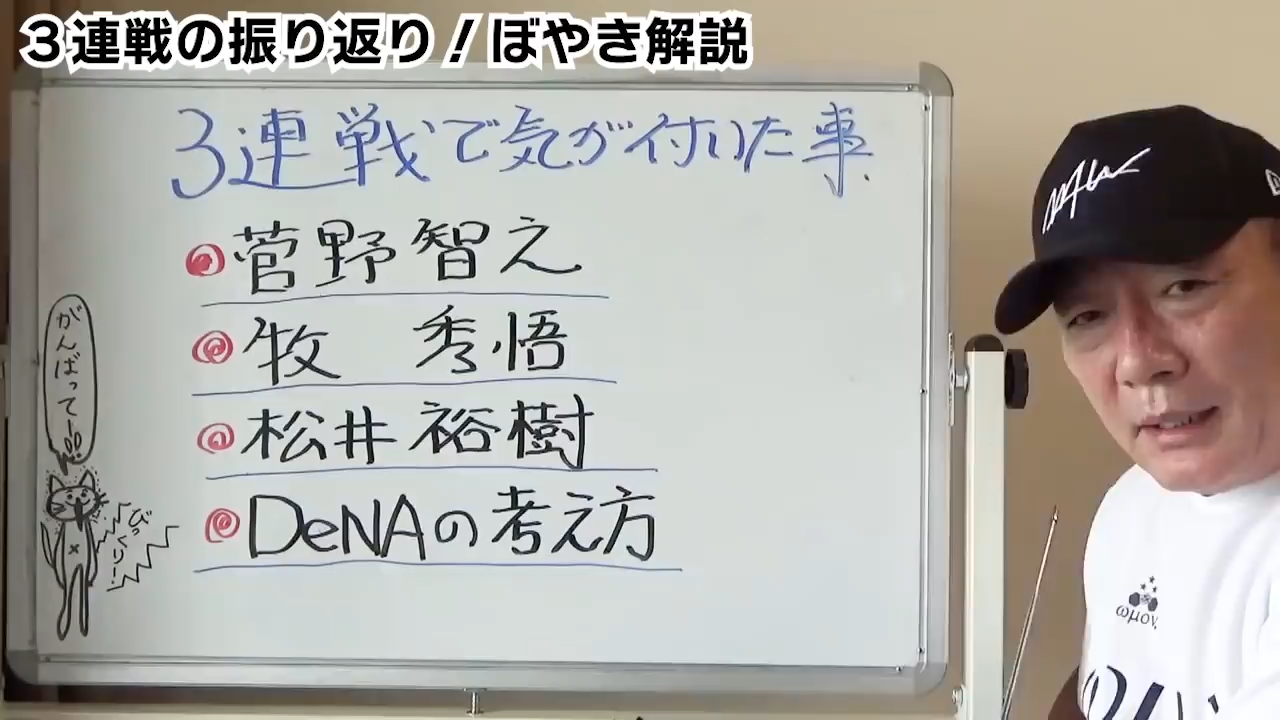 ３連戦の振り返り！ぼやき解説
3連戦で気が付いた事.
菅野智之
牧　秀悟
松井裕樹
DeNAの考え方
がんばってー!!
びっくり!
ωμον